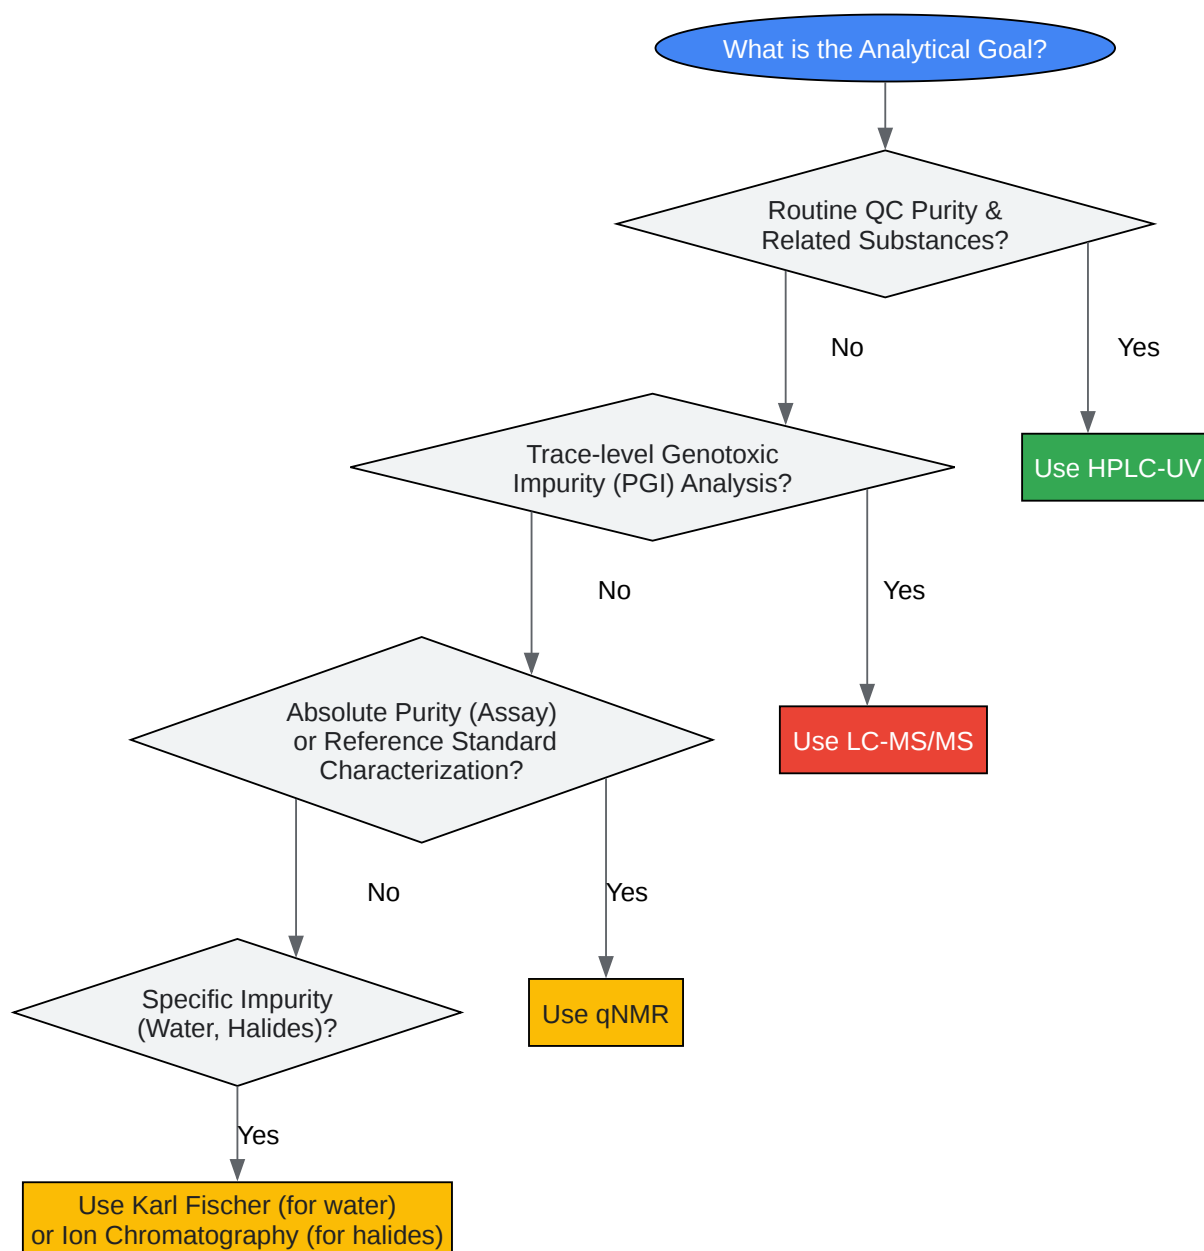 What is the Analytical Goal?
Routine QC Purity &
Related Substances?
No
Yes
Trace-level Genotoxic
Impurity (PGI) Analysis?
Use HPLC-UV
No
Yes
Absolute Purity (Assay)
or Reference Standard
Characterization?
Use LC-MS/MS
No
Yes
Specific Impurity
(Water, Halides)?
Use qNMR
Yes
Use Karl Fischer (for water)
or Ion Chromatography (for halides)